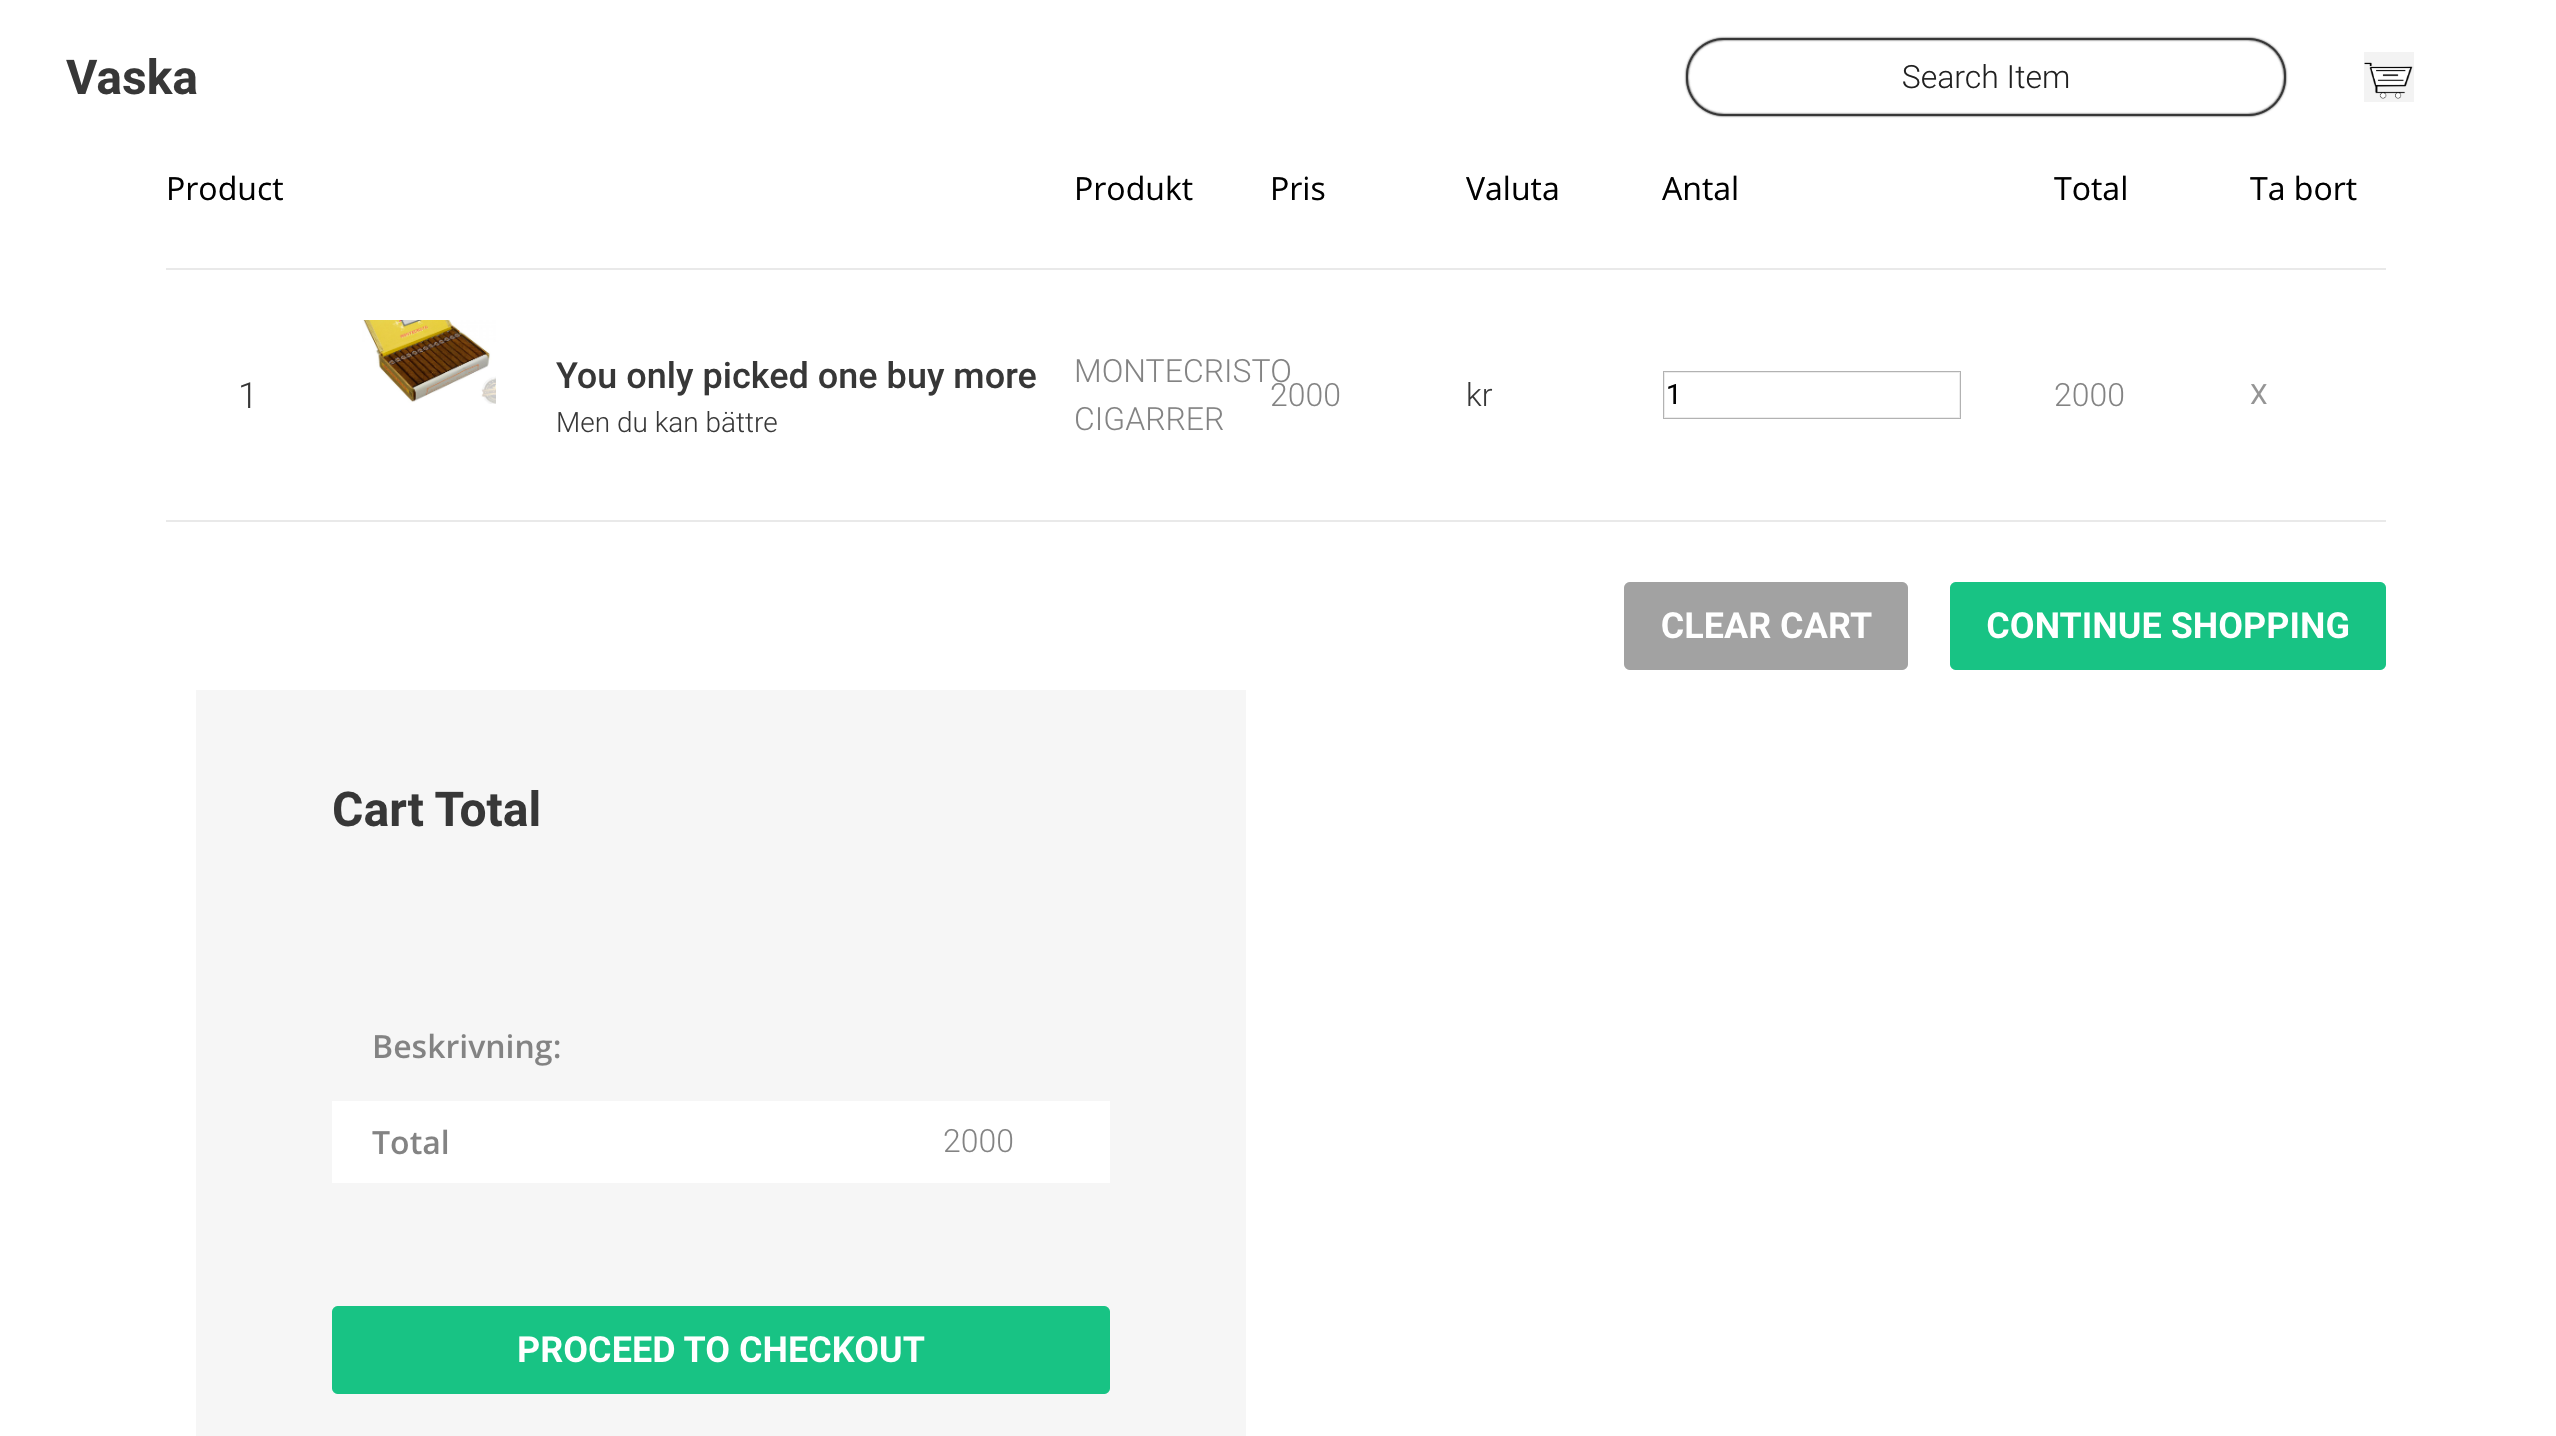 Vaska
Search Item
Product
Produkt
Pris
Valuta
Antal
Total
Ta bort
1
You only picked one buy more
Men du kan bättre
MONTECRISTO
CIGARRER
2000
kr
1
2000
X
CLEAR CART
CONTINUE SHOPPING
Cart Total
Beskrivning:
Total
2000
PROCEED TO CHECKOUT